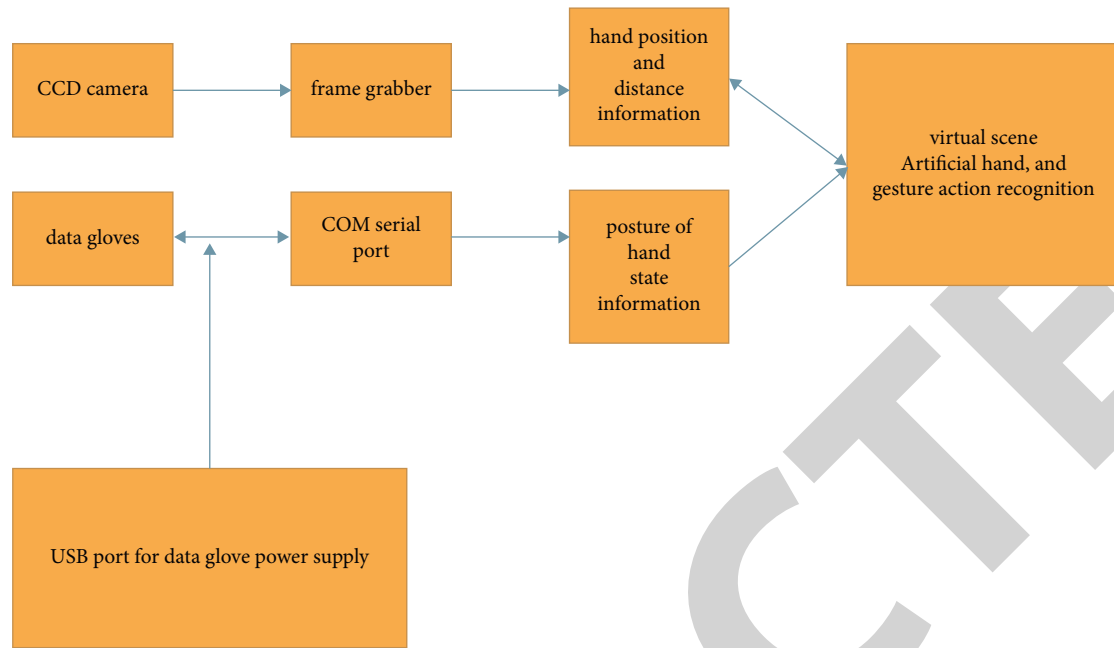 CCD camera
frame grabber
hand position
and
distance
information
virtual scene
Artificial hand, and
gesture action recognition
data gloves
COM serial
port
posture of
hand
state
information
USB port for data glove power supply
CTE